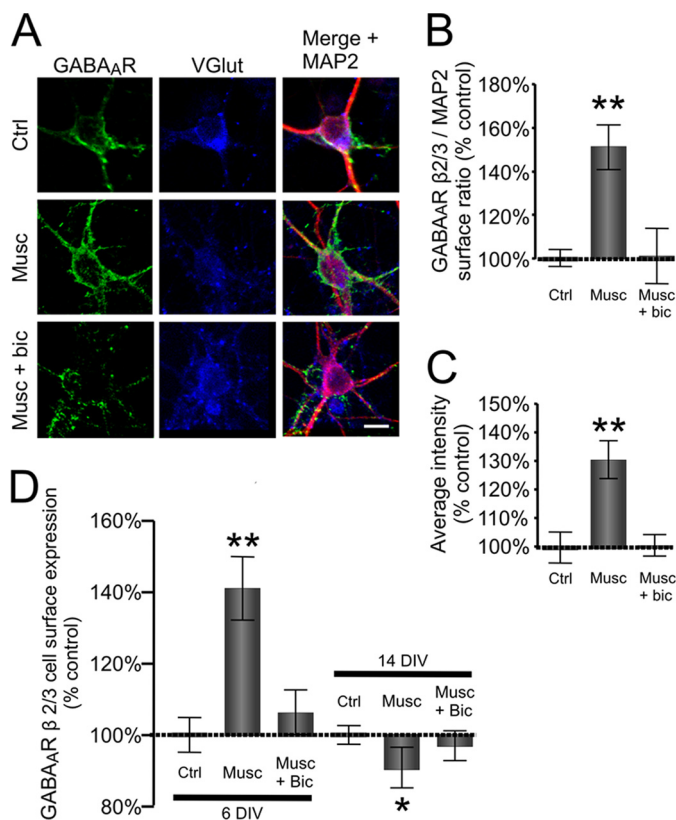 A
GABAAR
VGlut
Merge +
MAP2
Ctrl
Musc
Musc + bic
B
GABAAR β2/3 / MAP2
surface ratio (% control)
180%
160%
140%
120%
100%
**
Ctrl
Musc
Musc
+ bic
C
Average intensity
(% control)
150%
140%
130%
120%
110%
100%
**
Ctrl
Musc
Musc
+ bic
D
GABAAR β 2/3 cell surface expression
(% control)
160%
140%
120%
100%
80%
**
Ctrl
Musc
Musc
+ Bic
6 DIV
14 DIV
Ctrl
Musc
Musc
+ Bic
*